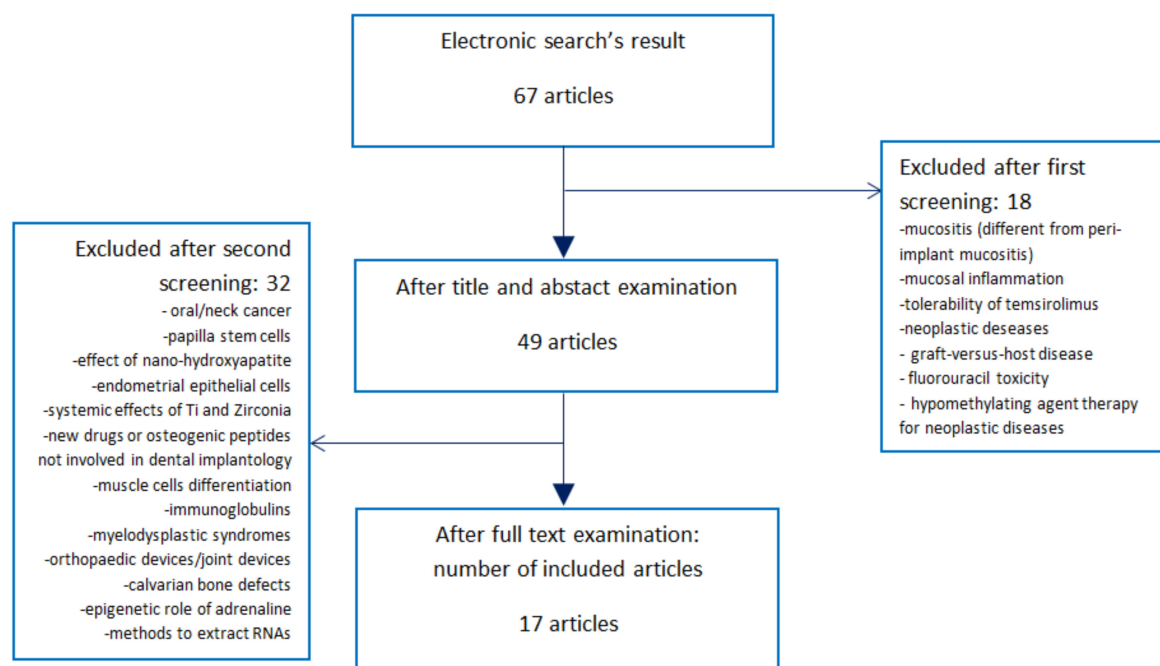 Electronic search's result
67 articles
Excluded after first
screening: 18
-mucositis (different from peri-
implant mucositis)
-mucosal inflammation
-tolerability of temsirolimus
-neoplastic deseases
- graft-versus-host disease
- fluorouracil toxicity
- hypomethylating agent therapy
for neoplastic diseases
After title and abstact examination
49 articles
Excluded after second
screening: 32
- oral/neck cancer
-papilla stem cells
-effect of nano-hydroxyapatite
-endometrial epithelial cells
-systemic effects of Ti and Zirconia
-new drugs or osteogenic peptides
not involved in dental implantology
-muscle cells differentiation
-immunoglobulins
-myelodysplastic syndromes
-orthopaedic devices/joint devices
-calvarian bone defects
-epigenetic role of adrenaline
-methods to extract RNAs
After full text examination:
number of included articles
17 articles